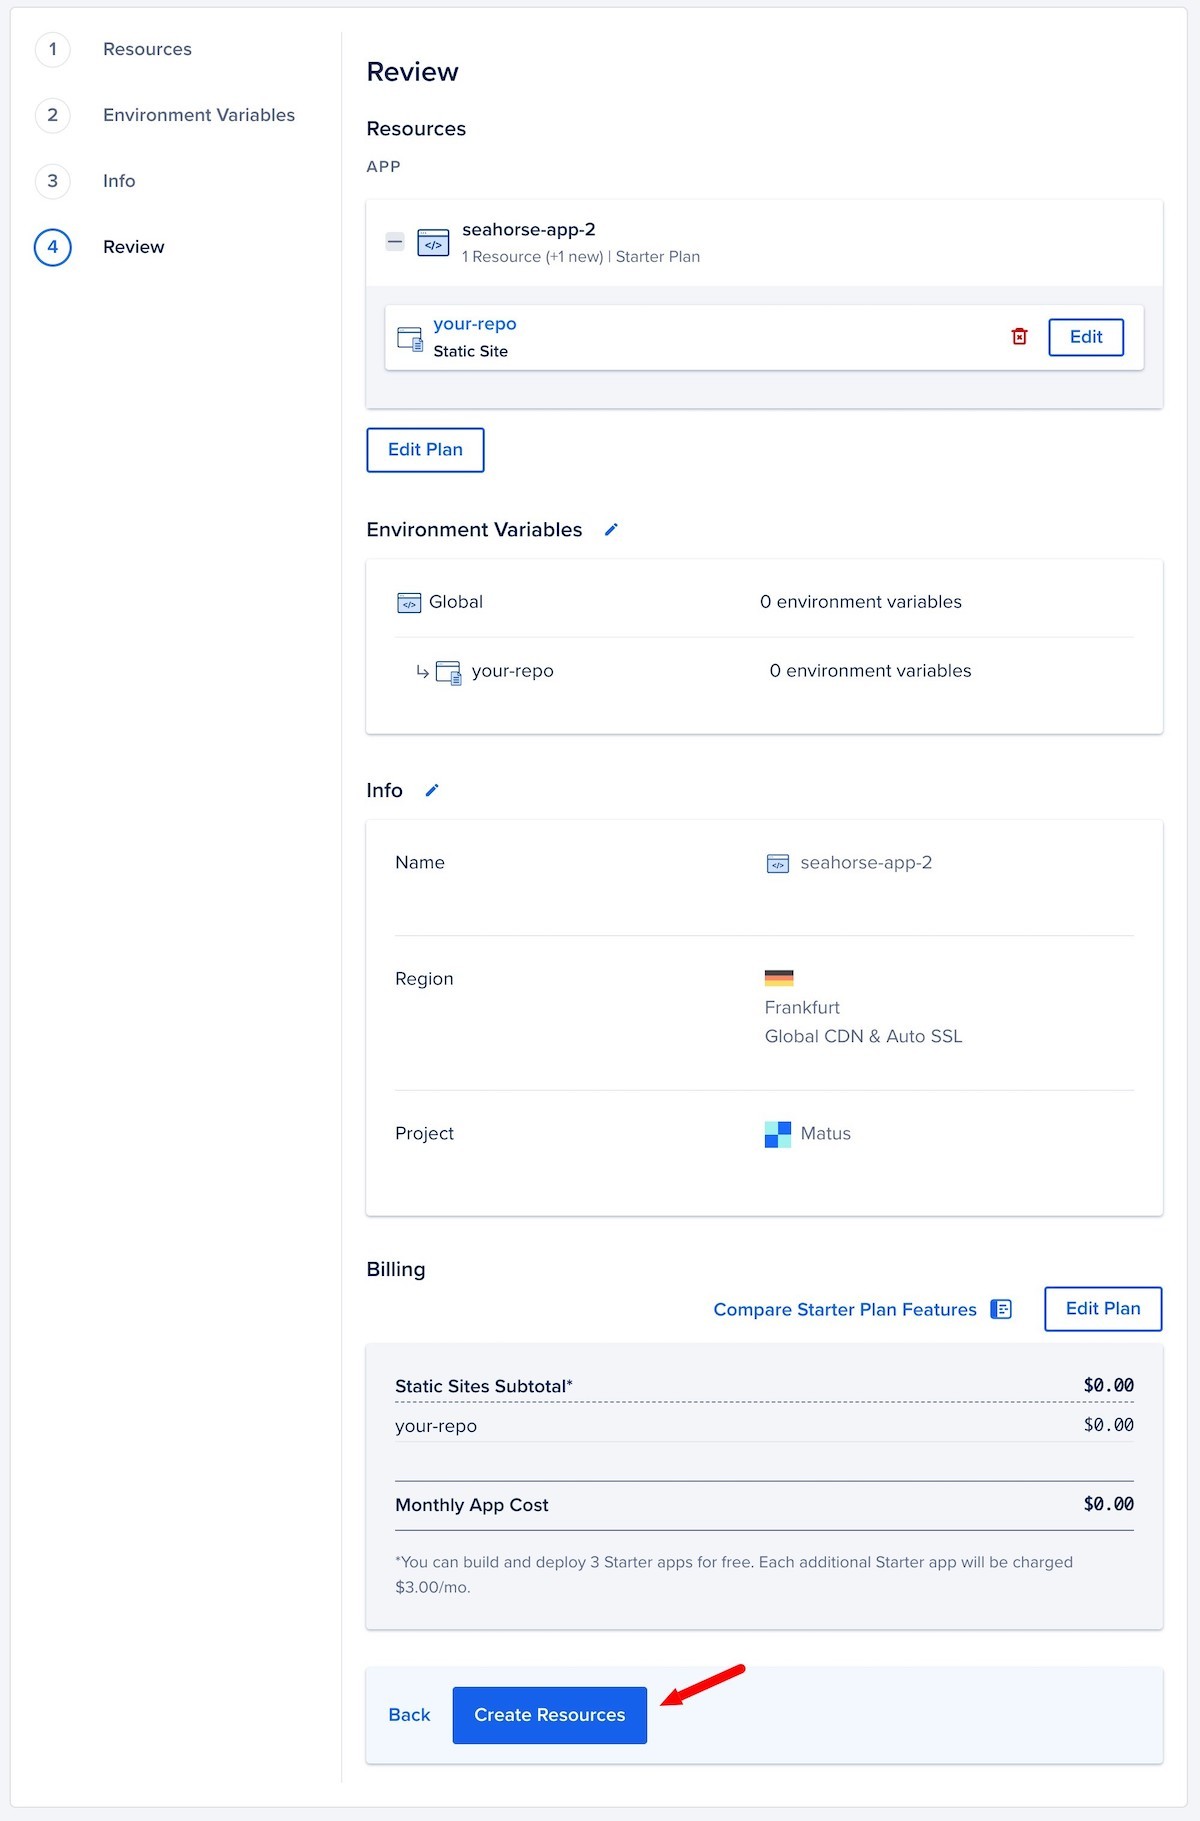 1 Resources
2 Environment Variables
3 Info
4 Review
Review
Resources
APP
seahorse-app-2
1 Resource (+1 new) | Starter Plan
your-repo
Static Site
Edit
Edit Plan
Environment Variables
Global 0 environment variables
your-repo 0 environment variables
Info
Name seahorse-app-2
Region
Frankfurt
Global CDN & Auto SSL
Project Matus
Billing
Compare Starter Plan Features Edit Plan
Static Sites Subtotal* $0.00
your-repo $0.00
Monthly App Cost $0.00
*You can build and deploy 3 Starter apps for free. Each additional Starter app will be charged
$3.00/mo.
Back Create Resources